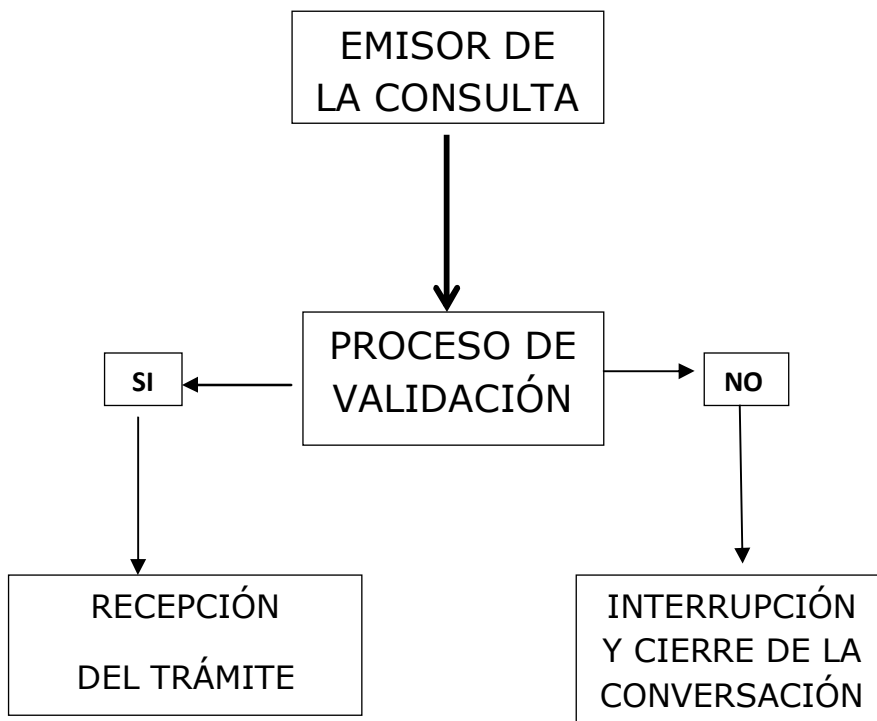 EMISOR DE
LA CONSULTA
PROCESO DE
VALIDACIÓN
SI
NO
RECEPCIÓN
DEL TRÁMITE
INTERRUPCIÓN
Y CIERRE DE LA
CONVERSACIÓN